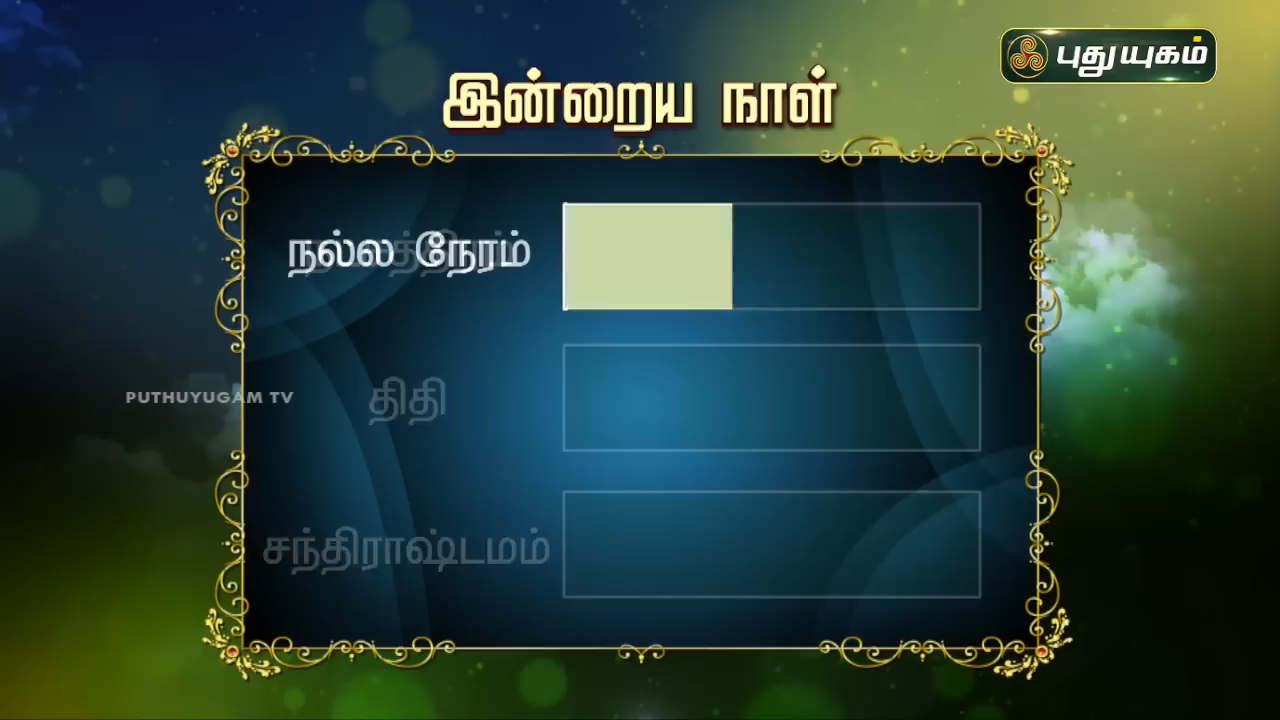 புதுயுகம்
இன்றைய நாள்
நல்ல நேரம்
திதி
PUTHUYUGAM TV
சந்திராஷ்டமம்